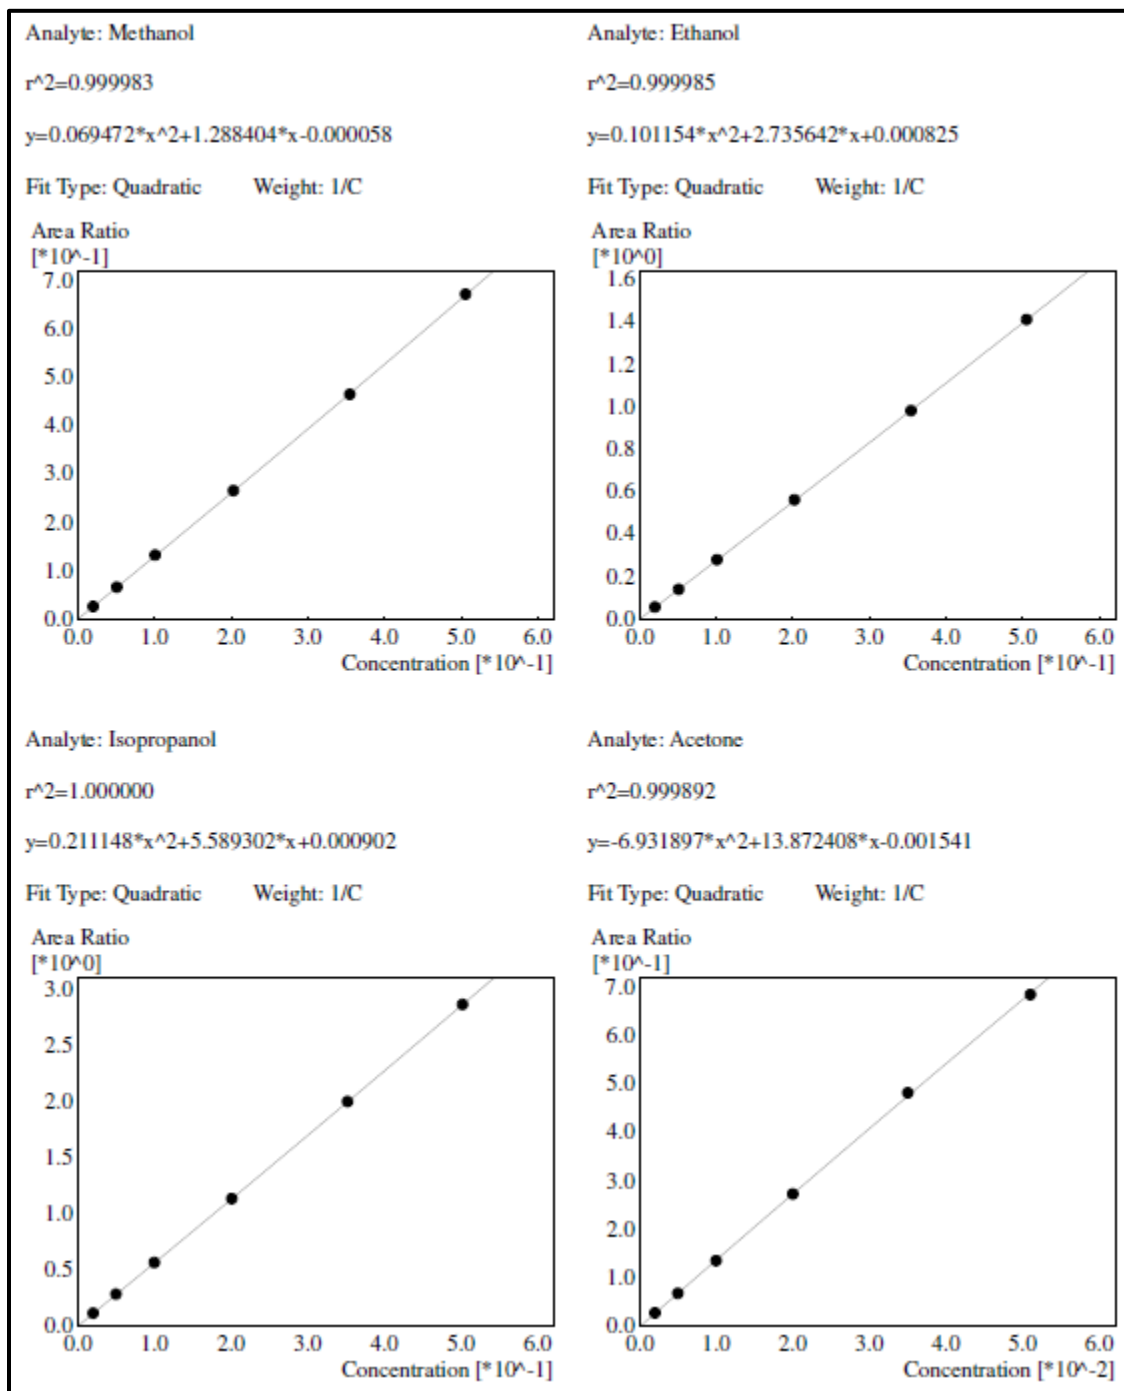 Analyte: Methanol
r^2=0.999983
y=0.069472*x^2+1.288404*x-0.000058
Fit Type: Quadratic Weight: 1/C
Area Ratio
[*10^-1]
7.0
6.0
5.0
4.0
3.0
2.0
1.0
0.0
0.0 1.0 2.0 3.0 4.0 5.0 6.0
Concentration [*10^-1]
Analyte: Ethanol
r^2=0.999985
y=0.101154*x^2+2.735642*x+0.000825
Fit Type: Quadratic Weight: 1/C
Area Ratio
[*10^0]
1.6
1.4
1.2
1.0
0.8
0.6
0.4
0.2
0.0
0.0 1.0 2.0 3.0 4.0 5.0 6.0
Concentration [*10^-1]
Analyte: Isopropanol
r^2=1.000000
y=0.211148*x^2+5.589302*x+0.000902
Fit Type: Quadratic Weight: 1/C
Area Ratio
[*10^0]
3.0
2.5
2.0
1.5
1.0
0.5
0.0
0.0 1.0 2.0 3.0 4.0 5.0 6.0
Concentration [*10^-1]
Analyte: Acetone
r^2=0.999892
y=-6.931897*x^2+13.872408*x-0.001541
Fit Type: Quadratic Weight: 1/C
Area Ratio
[*10^-1]
7.0
6.0
5.0
4.0
3.0
2.0
1.0
0.0
0.0 1.0 2.0 3.0 4.0 5.0 6.0
Concentration [*10^-2]